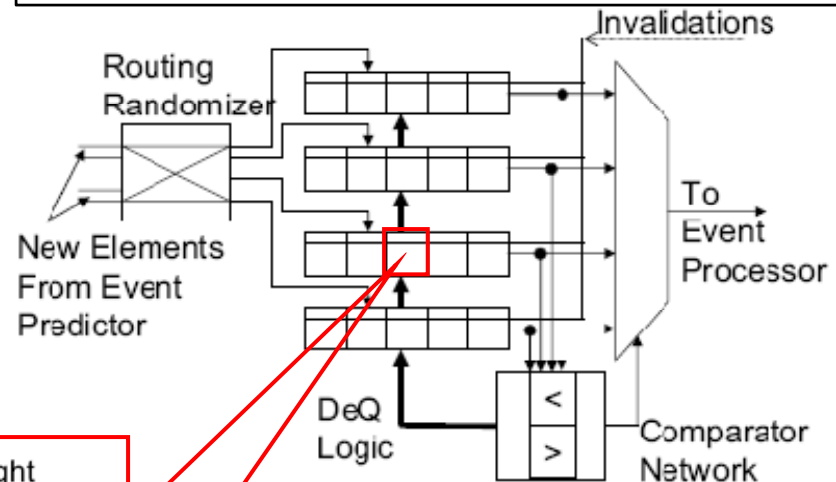 Invalidations
Routing
Randomizer
To
Event
Processor
New Elements
From Event
Predictor
DeQ
Logic
<
>
Comparator
Network